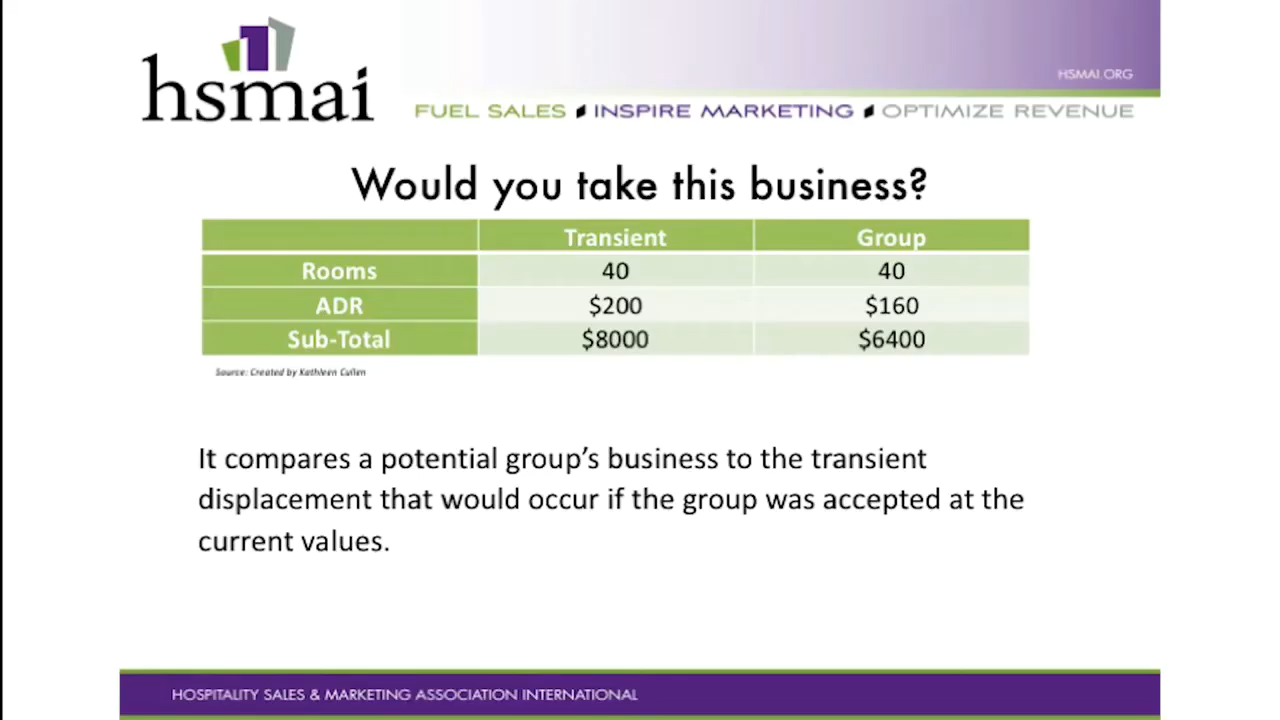 hsmai
HSMAI.ORG
FUEL SALES INSPIRE MARKETING OPTIMIZE REVENUE
Would you take this business?
Transient Group
Rooms 40 40
ADR $200 $160
Sub-Total $8000 $6400
Source: Created by Kathleen Cullen
It compares a potential group’s business to the transient
displacement that would occur if the group was accepted at the
current values.
HOSPITALITY SALES & MARKETING ASSOCIATION INTERNATIONAL